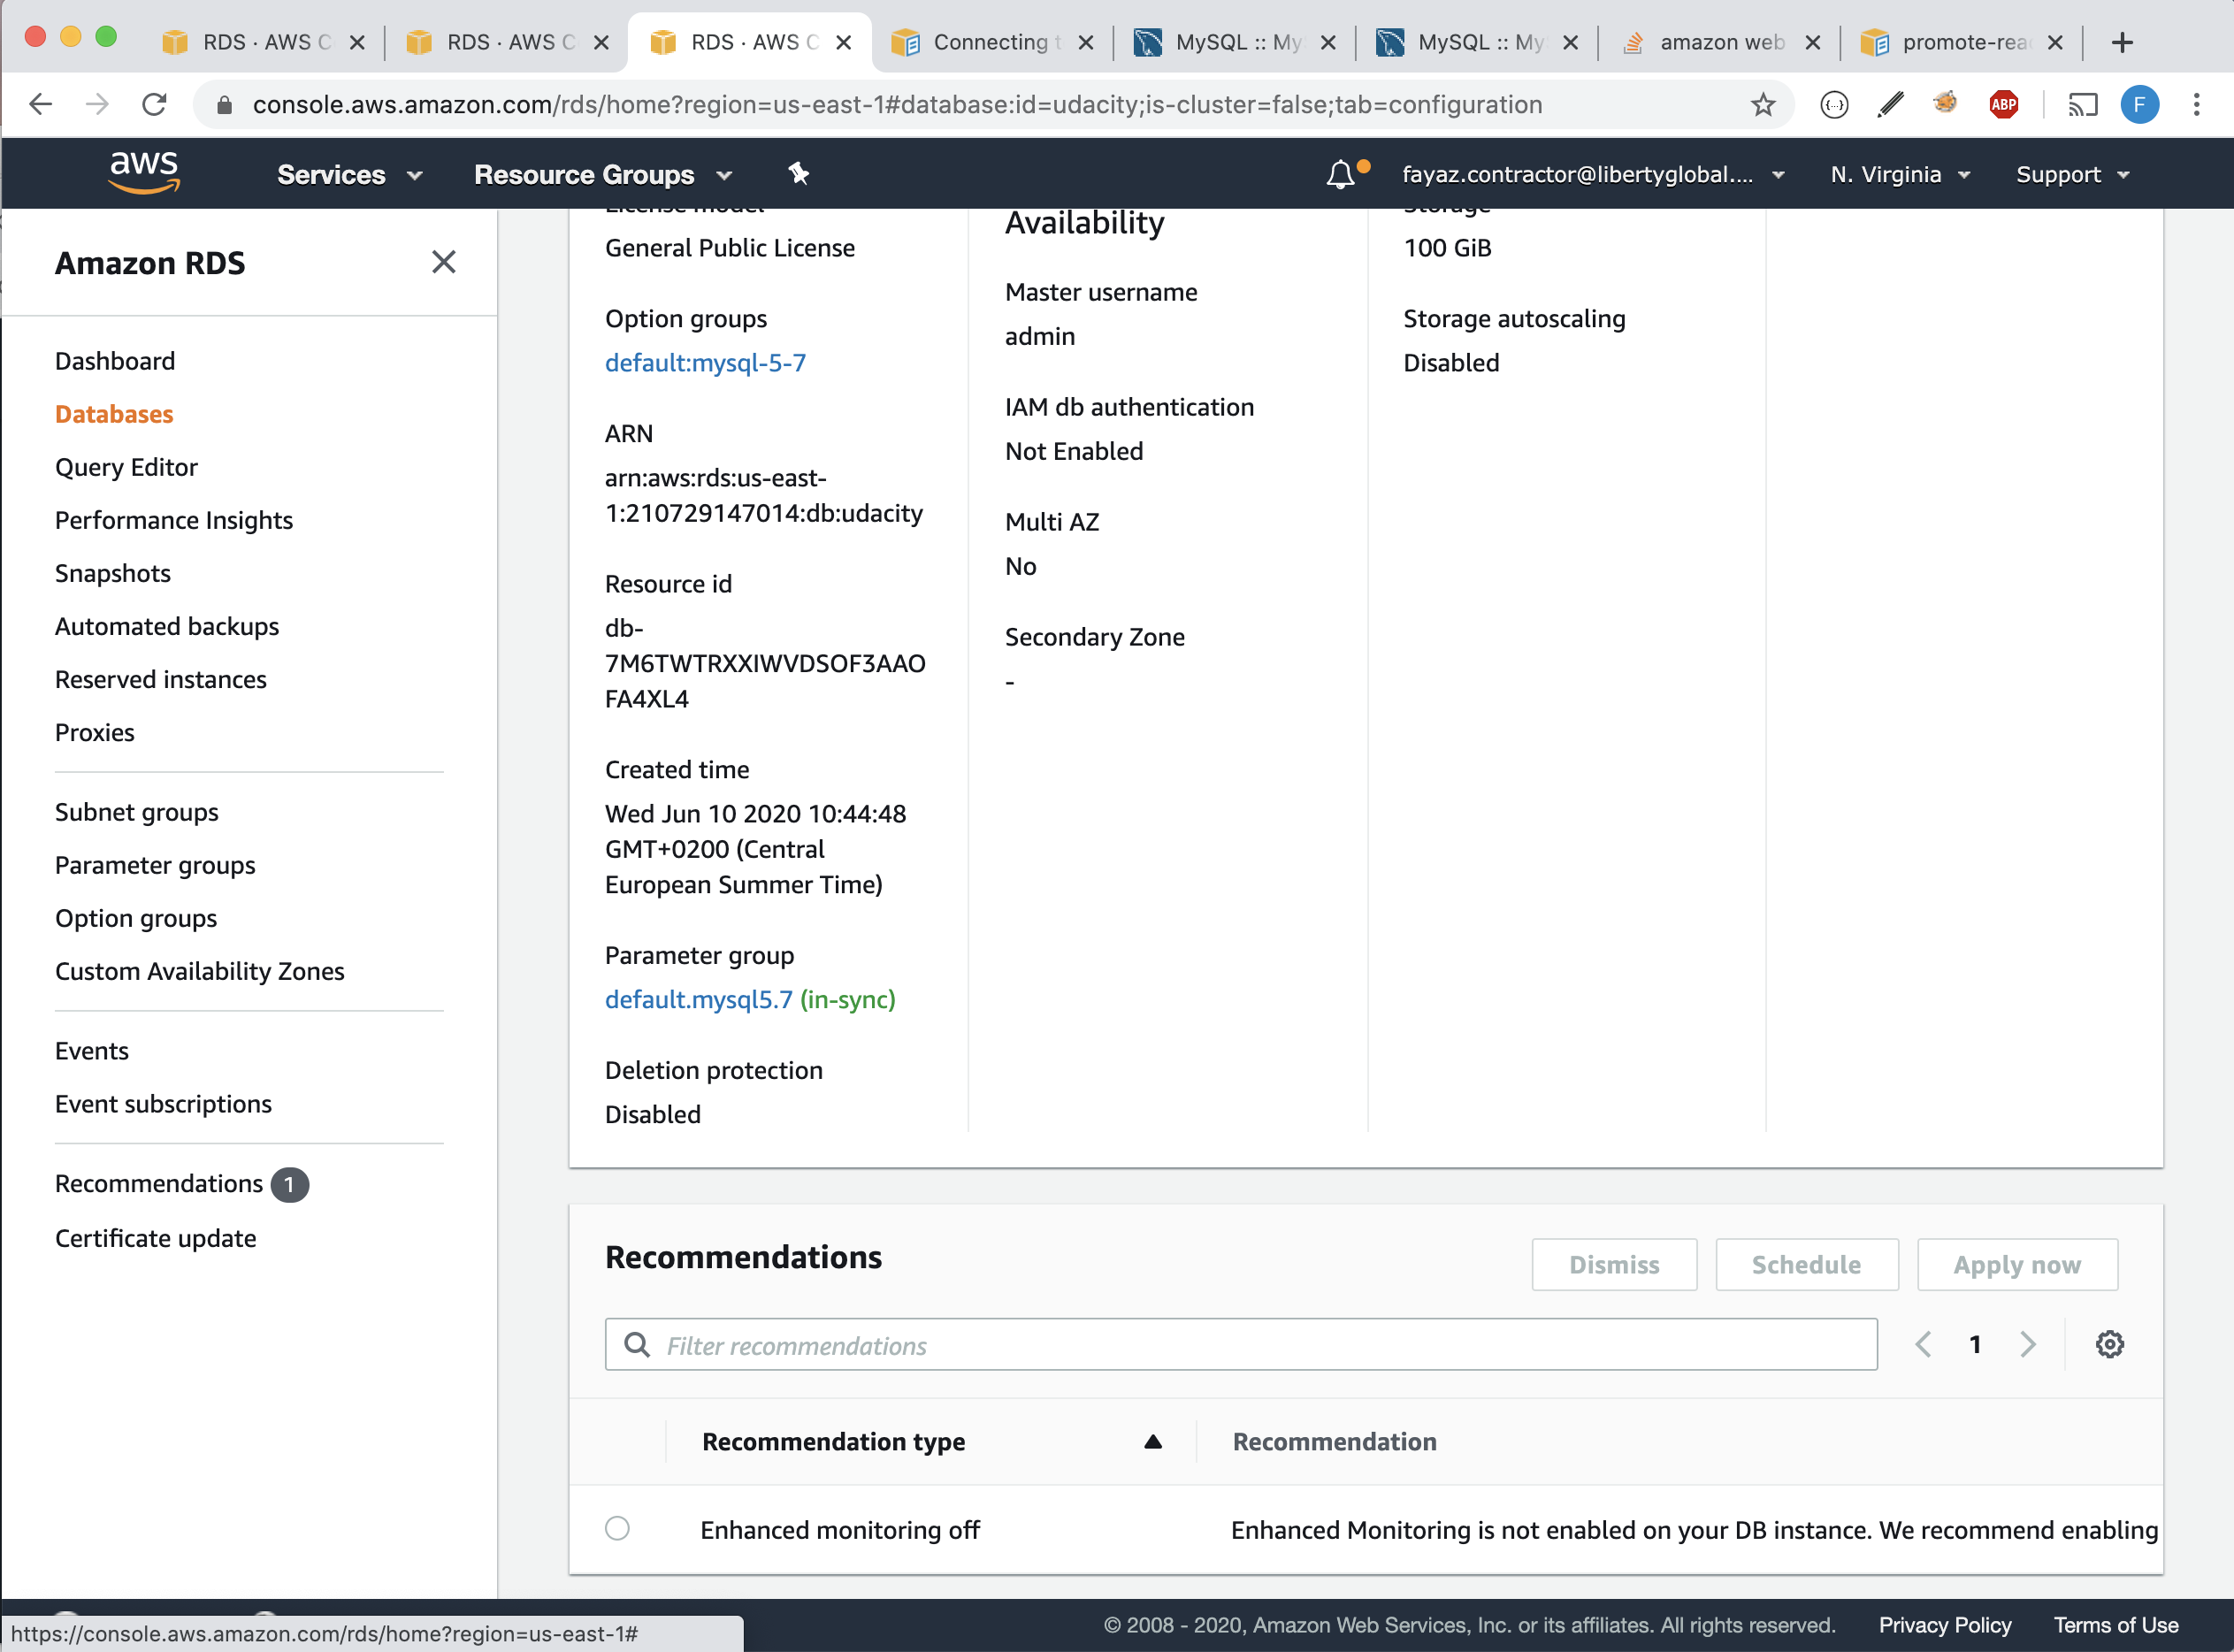 RDS · AWS C
RDS · AWS C
RDS · AWS C
Connecting t
MySQL :: My
MySQL :: My
amazon web
promote-rea
console.aws.amazon.com/rds/home?region=us-east-1#database:id=udacity;is-cluster=false;tab=configuration
{...}
ABP
F
aws
Services
Resource Groups
fayaz.contractor@libertyglobal....
N. Virginia
Support
Amazon RDS
Dashboard
Databases
Query Editor
Performance Insights
Snapshots
Automated backups
Reserved instances
Proxies
Subnet groups
Parameter groups
Option groups
Custom Availability Zones
Events
Event subscriptions
Recommendations 1
Certificate update
License model
General Public License
Option groups
default:mysql-5-7
ARN
arn:aws:rds:us-east-
1:210729147014:db:udacity
Resource id
db-
7M6TWTRXXIWVDSOF3AAO
FA4XL4
Created time
Wed Jun 10 2020 10:44:48
GMT+0200 (Central
European Summer Time)
Parameter group
default.mysql5.7 (in-sync)
Deletion protection
Disabled
Availability
Master username
admin
IAM db authentication
Not Enabled
Multi AZ
No
Secondary Zone
-
Storage
100 GiB
Storage autoscaling
Disabled
Recommendations
Dismiss
Schedule
Apply now
Filter recommendations
1
Recommendation type
Recommendation
Enhanced monitoring off
Enhanced Monitoring is not enabled on your DB instance. We recommend enabling
https://console.aws.amazon.com/rds/home?region=us-east-1#
© 2008 - 2020, Amazon Web Services, Inc. or its affiliates. All rights reserved.
Privacy Policy
Terms of Use